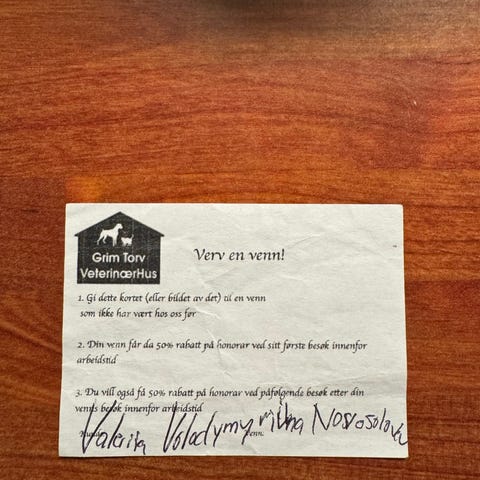 Grim Torv
VeterinærHus
Verv en venn!
1. Gi dette kortet (eller bildet av det) til en venn
som ikke har vært hos oss før
2. Din venn får da 50% rabatt på honorar ved sitt første besøk innenfor
arbeidstid
3. Du vill også få 50% rabatt på honorar ved påfølgende besøk etter din
venns besøk innenfor arbeidstid
Valeriia Volodymyrivna Novosolova